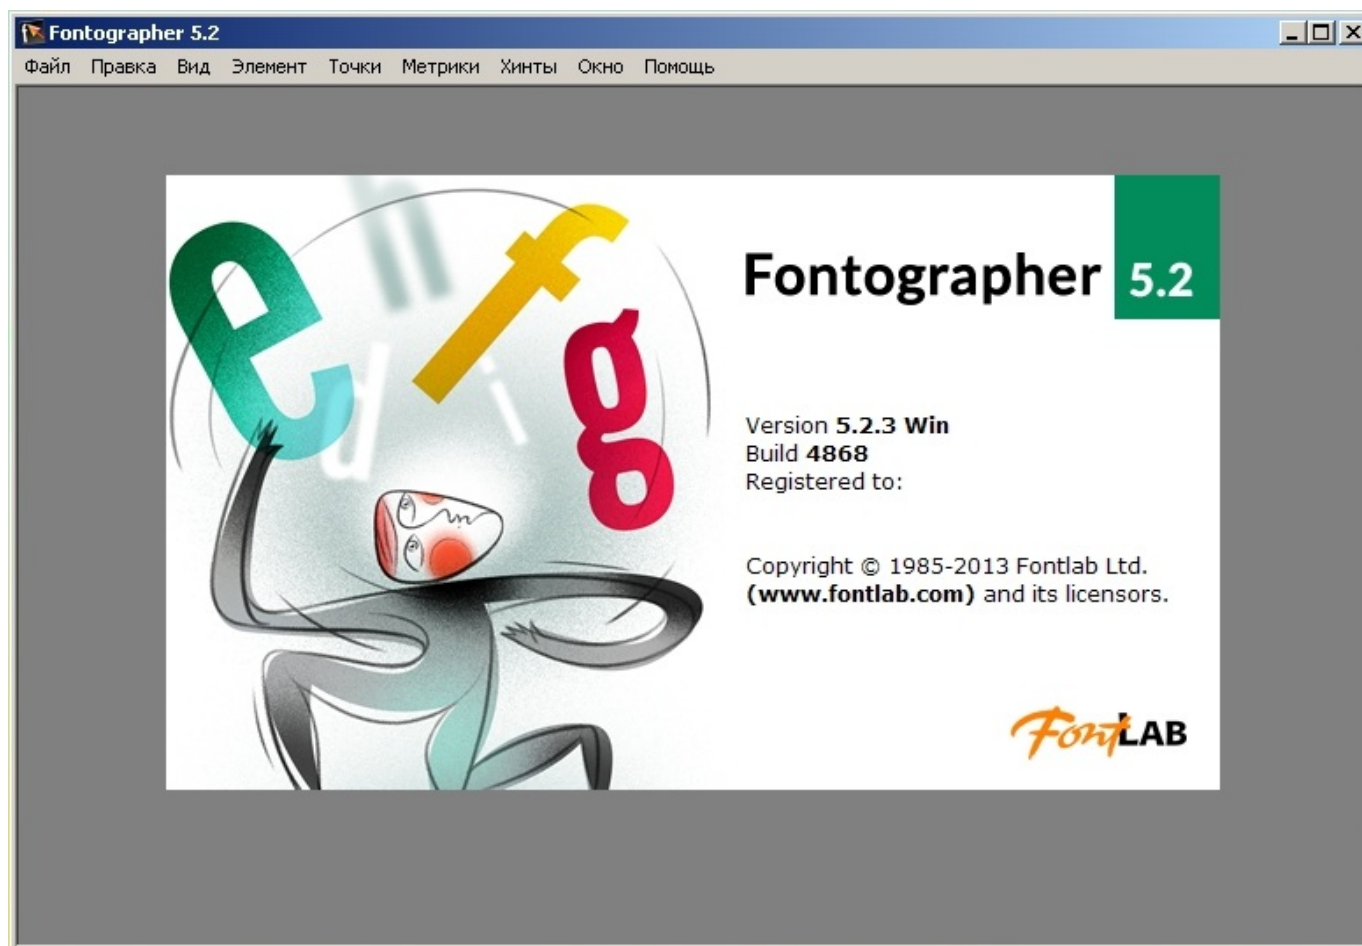 Fontographer 5.2
Файл Правка Вид Элемент Точки Метрики Хинты Окно Помощь
e h f d i g
Fontographer 5.2
Version 5.2.3 Win
Build 4868
Registered to:
Copyright © 1985-2013 Fontlab Ltd.
(www.fontlab.com) and its licensors.
FontLAB